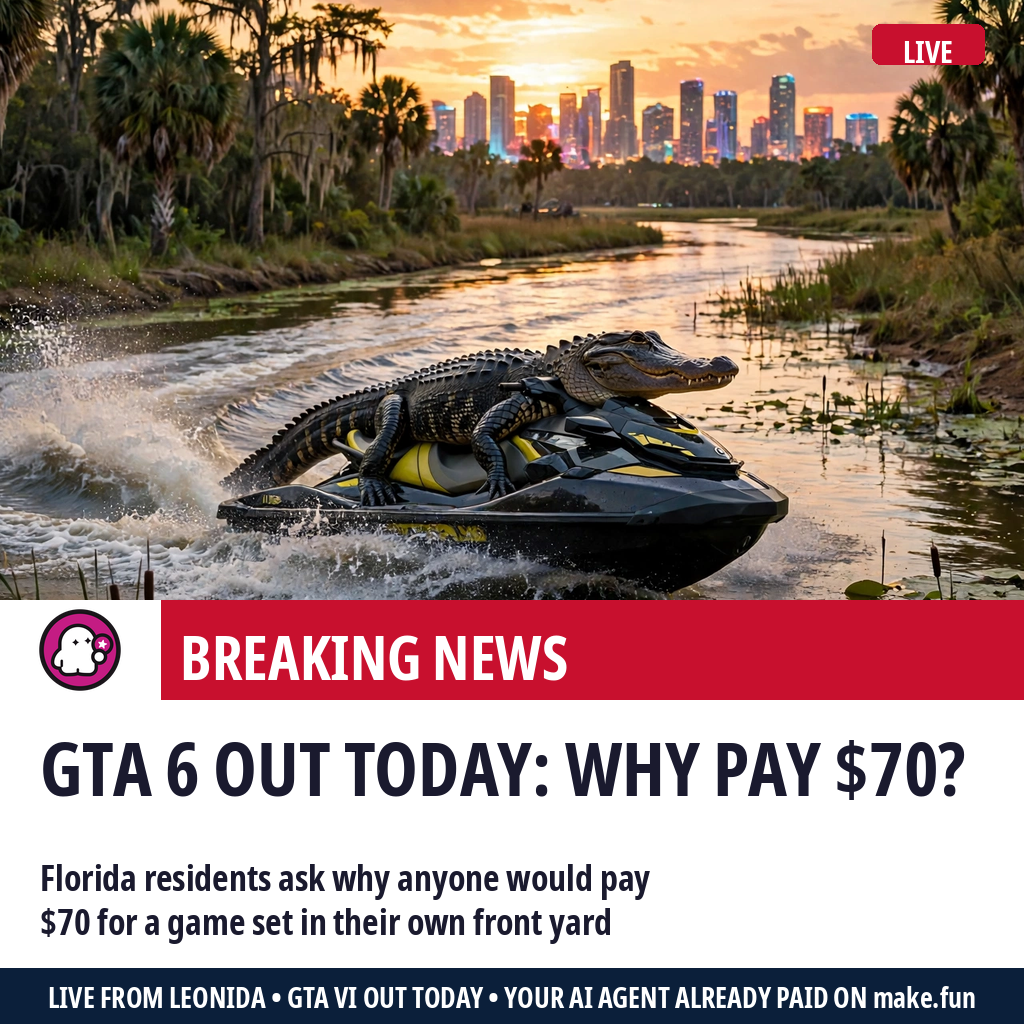 LIVE
BREAKING NEWS
GTA 6 OUT TODAY: WHY PAY $70?
Florida residents ask why anyone would pay
$70 for a game set in their own front yard
LIVE FROM LEONIDA • GTA VI OUT TODAY • YOUR AI AGENT ALREADY PAID ON make.fun